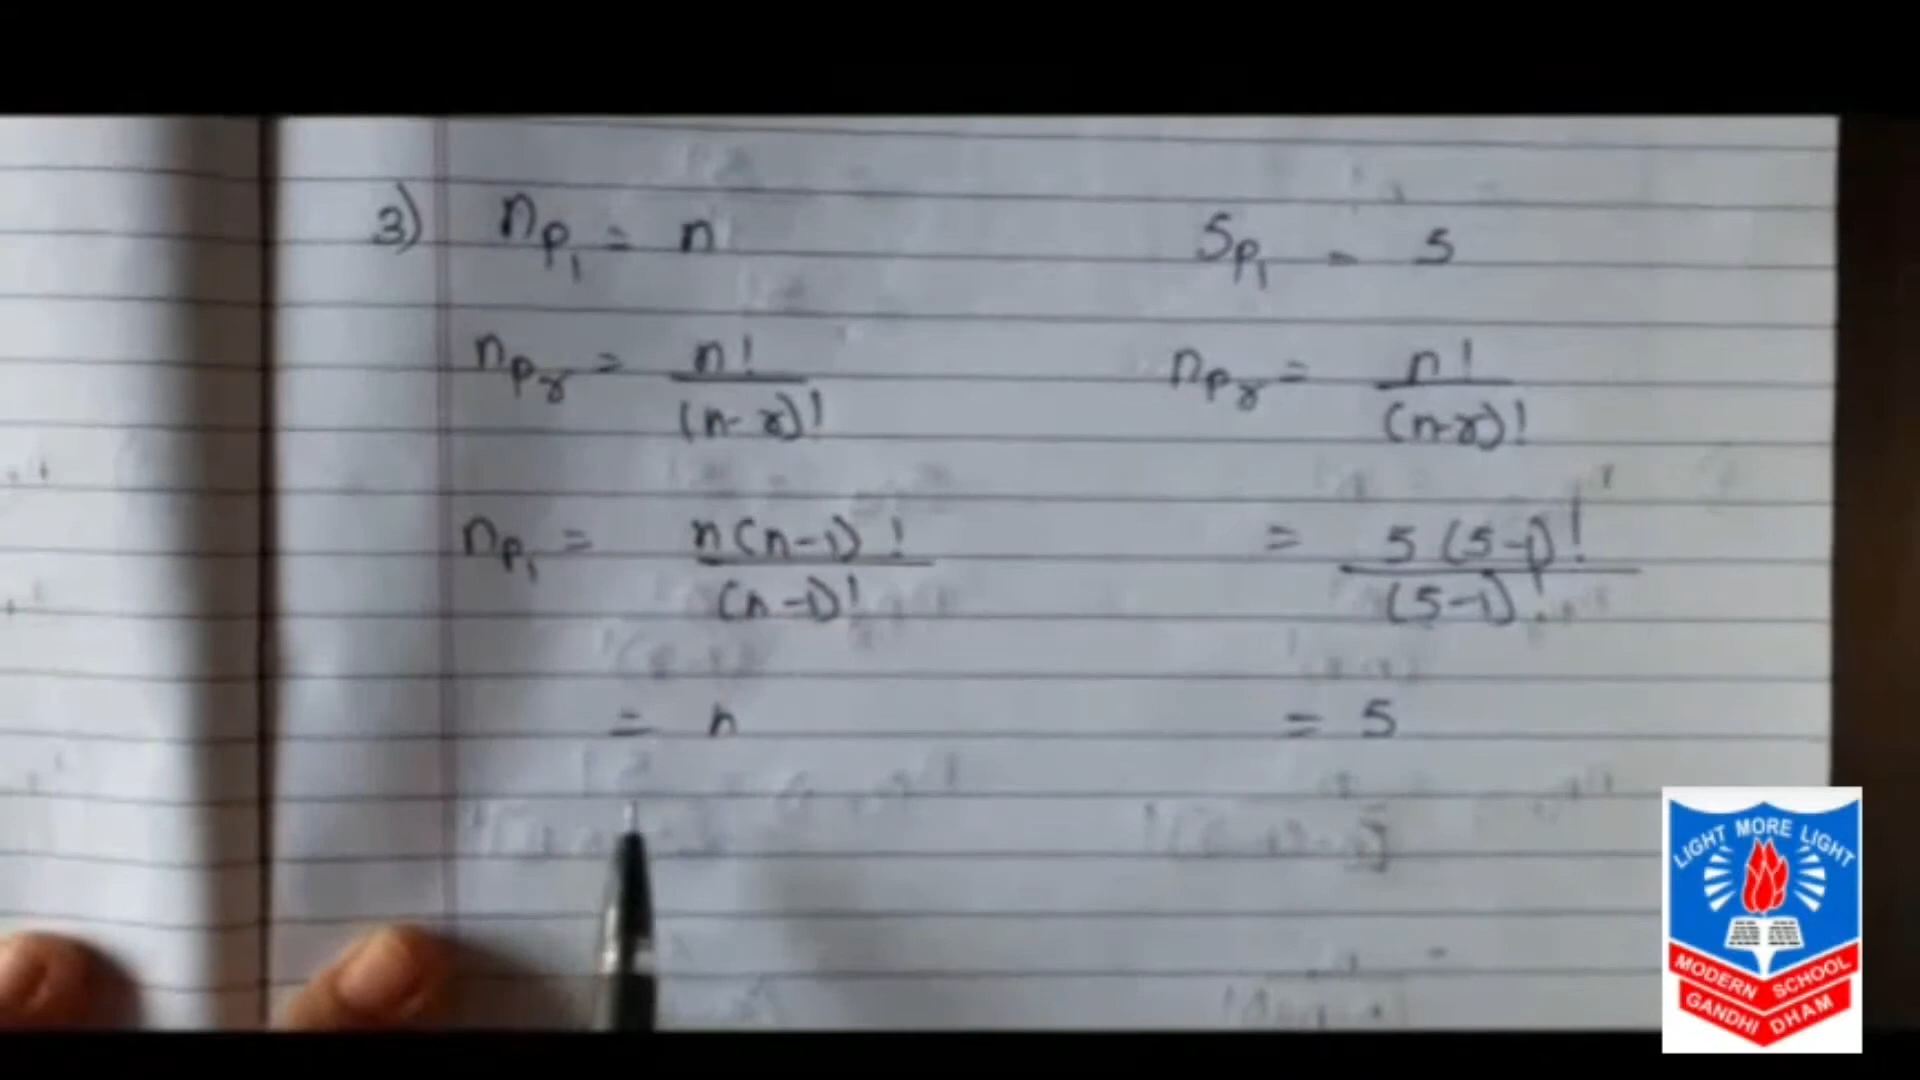 3) nP₁ = n 5P₁ = 5
nPr = n! / (n-r)! nPr = n! / (n-r)!
nP₁ = n(n-1)! / (n-1)! = 5(5-1)! / (5-1)!
= n = 5
LIGHT MORE LIGHT
MODERN SCHOOL
GANDHI DHAM